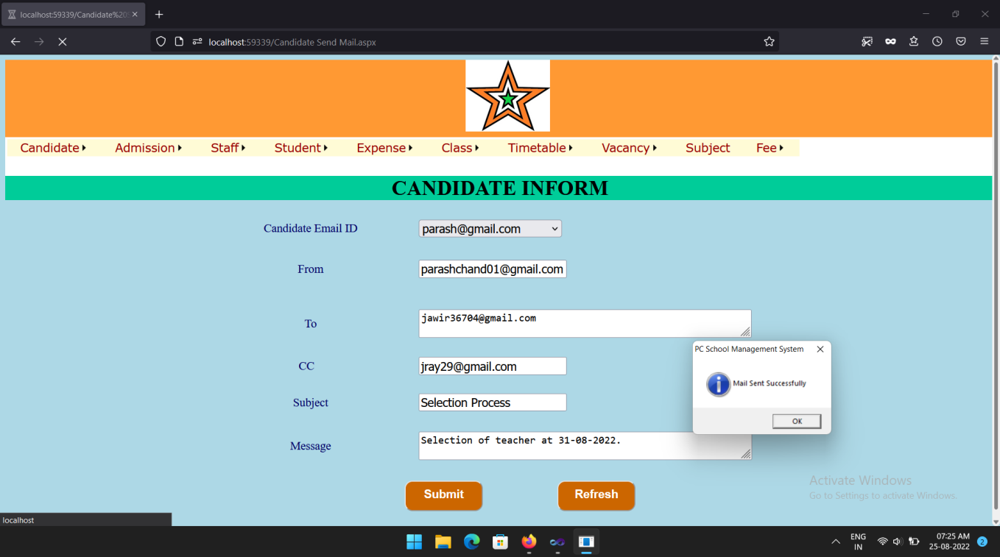 localhost:59339/Candidate%20S
localhost:59339/Candidate Send Mail.aspx
Candidate Admission Staff Student Expense Class Timetable Vacancy Subject Fee
CANDIDATE INFORM
Candidate Email ID parash@gmail.com
From parashchand01@gmail.com
To jawir36704@gmail.com
CC jray29@gmail.com
Subject Selection Process
Message Selection of teacher at 31-08-2022.
Submit Refresh
PC School Management System
Mail Sent Successfully
OK
Activate Windows
Go to Settings to activate Windows.
localhost
ENG
IN
07:25 AM
25-08-2022
2